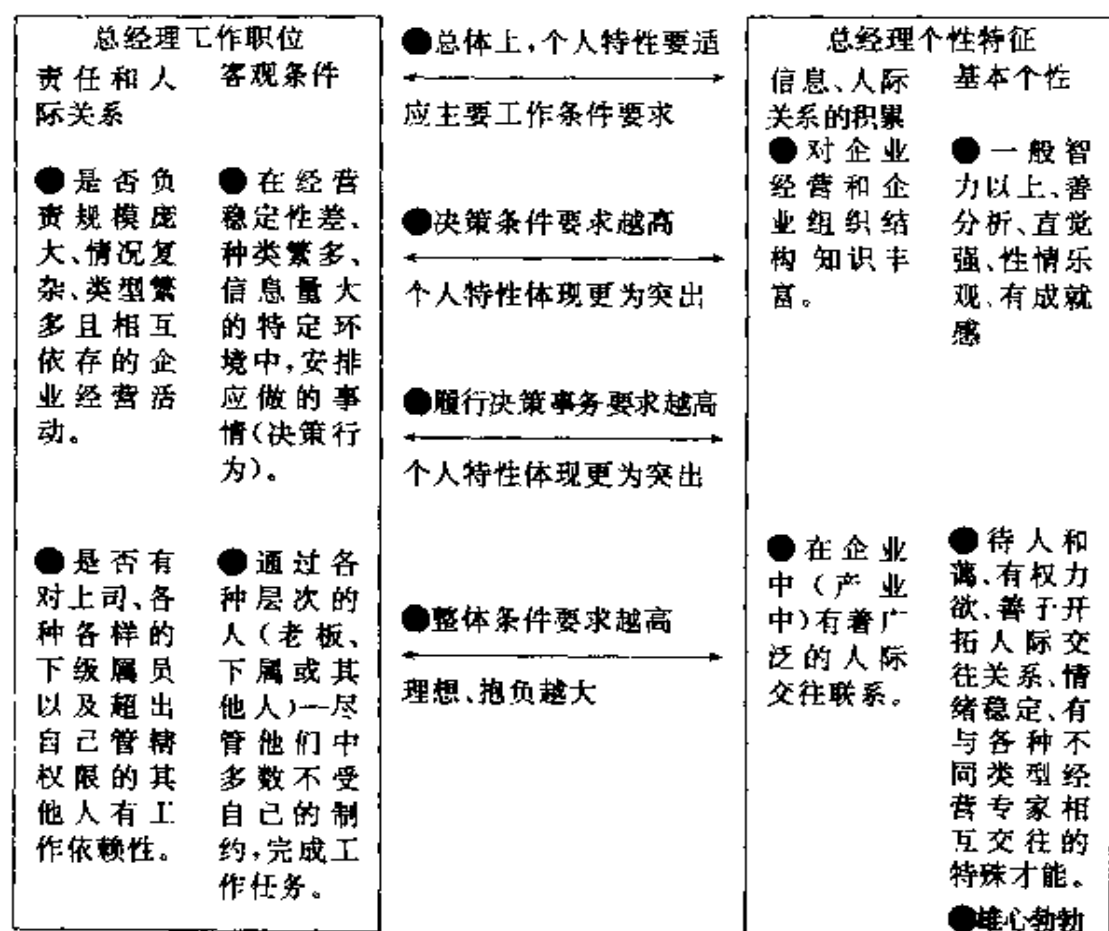 总经理工作职位
责任和人
际关系
客观条件
●是否负
责规模庞
大、情况复
杂、类型繁
多且相互
依存的企
业经营活
动。
●在经营
稳定性差、
种类繁多、
信息量大
的特定环
境中,安排
应做的事
情(决策行
为)。
●是否有
对上司、各
种各样的
下级属员
以及超出
自己管辖
权限的其
他人有工
作依赖性。
●通过各
种层次的
人(老板、
下属或其
他人)—尽
管他们中
多数不受
自己的制
约,完成工
作任务。
●总体上,个人特性要适
应主要工作条件要求
●决策条件要求越高
个人特性体现更为突出
●履行决策事务要求越高
个人特性体现更为突出
●整体条件要求越高
理想、抱负越大
总经理个性特征
信息、人际
关系的积累
基本个性
●对企业
经营和企
业组织结
构知识丰
富。
●一般智
力以上、善
分析、直觉
强、性情乐
观、有成就
感
●在企业
中(产业
中)有着广
泛的人际
交往联系。
●待人和
蔼、有权力
欲、善于开
拓人际交
往关系、情
绪稳定、有
与各种不
同类型经
营专家相
互交往的
特殊才能。
●雄心勃勃